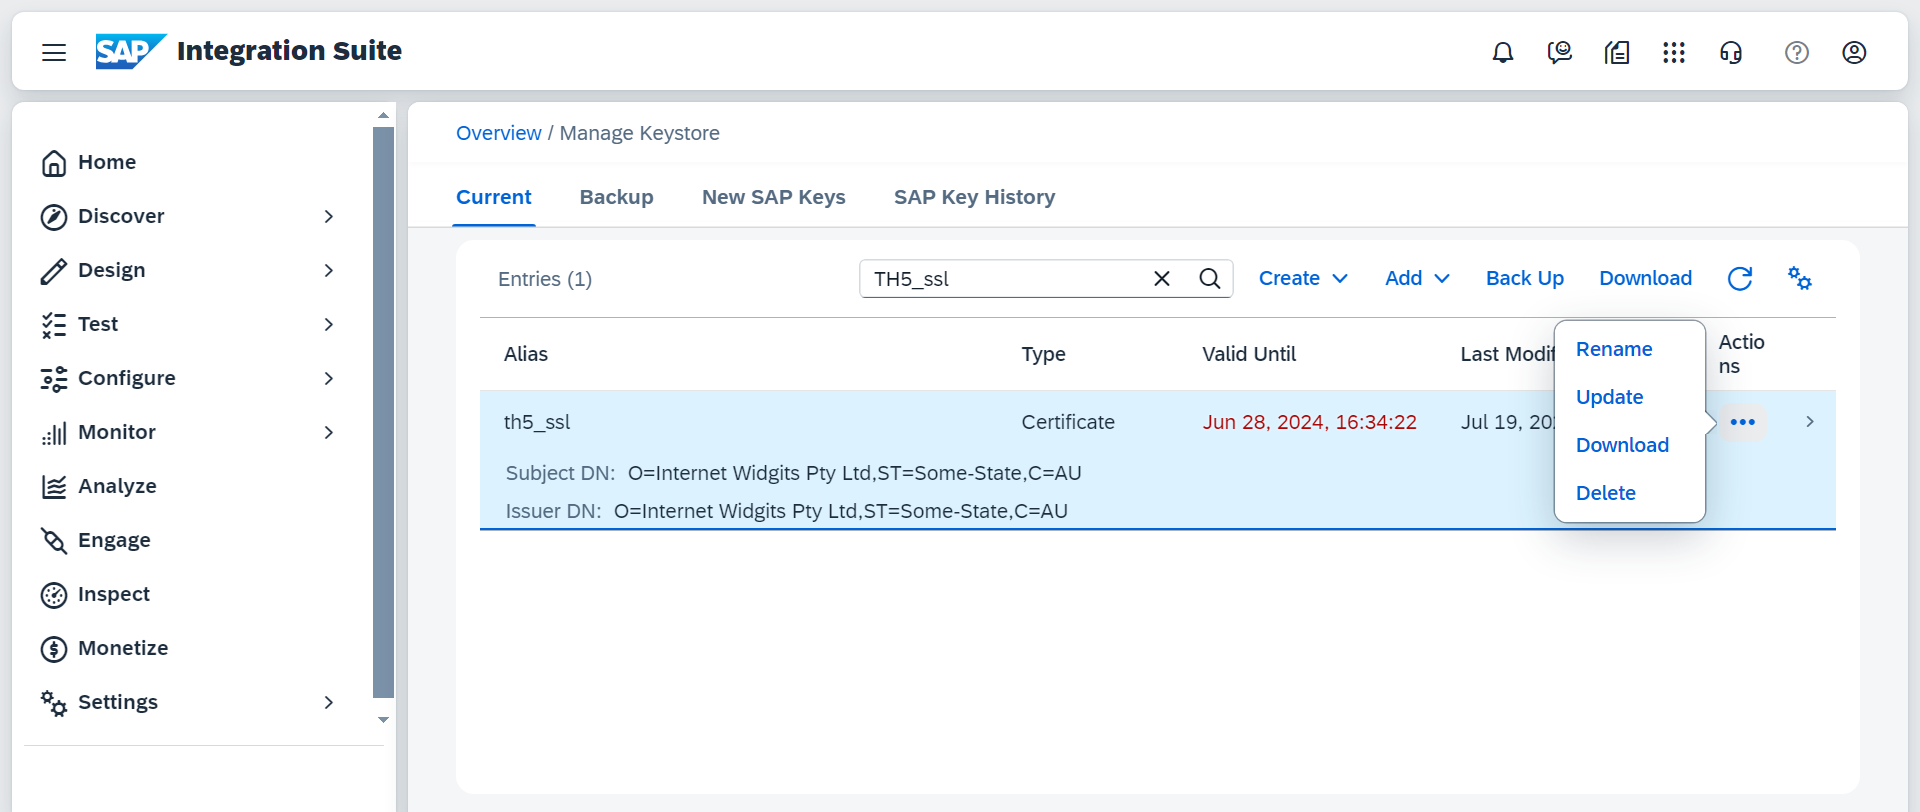 SAP Integration Suite
Home
Discover
Design
Test
Configure
Monitor
Analyze
Engage
Inspect
Monetize
Settings
Overview / Manage Keystore
Current Backup New SAP Keys SAP Key History
Entries (1) TH5_ssl Create Add Back Up Download
Alias Type Valid Until Last Modif Actio
ns
th5_ssl Certificate Jun 28, 2024, 16:34:22 Jul 19, 20
Subject DN: O=Internet Widgits Pty Ltd,ST=Some-State,C=AU
Issuer DN: O=Internet Widgits Pty Ltd,ST=Some-State,C=AU
Rename
Update
Download
Delete